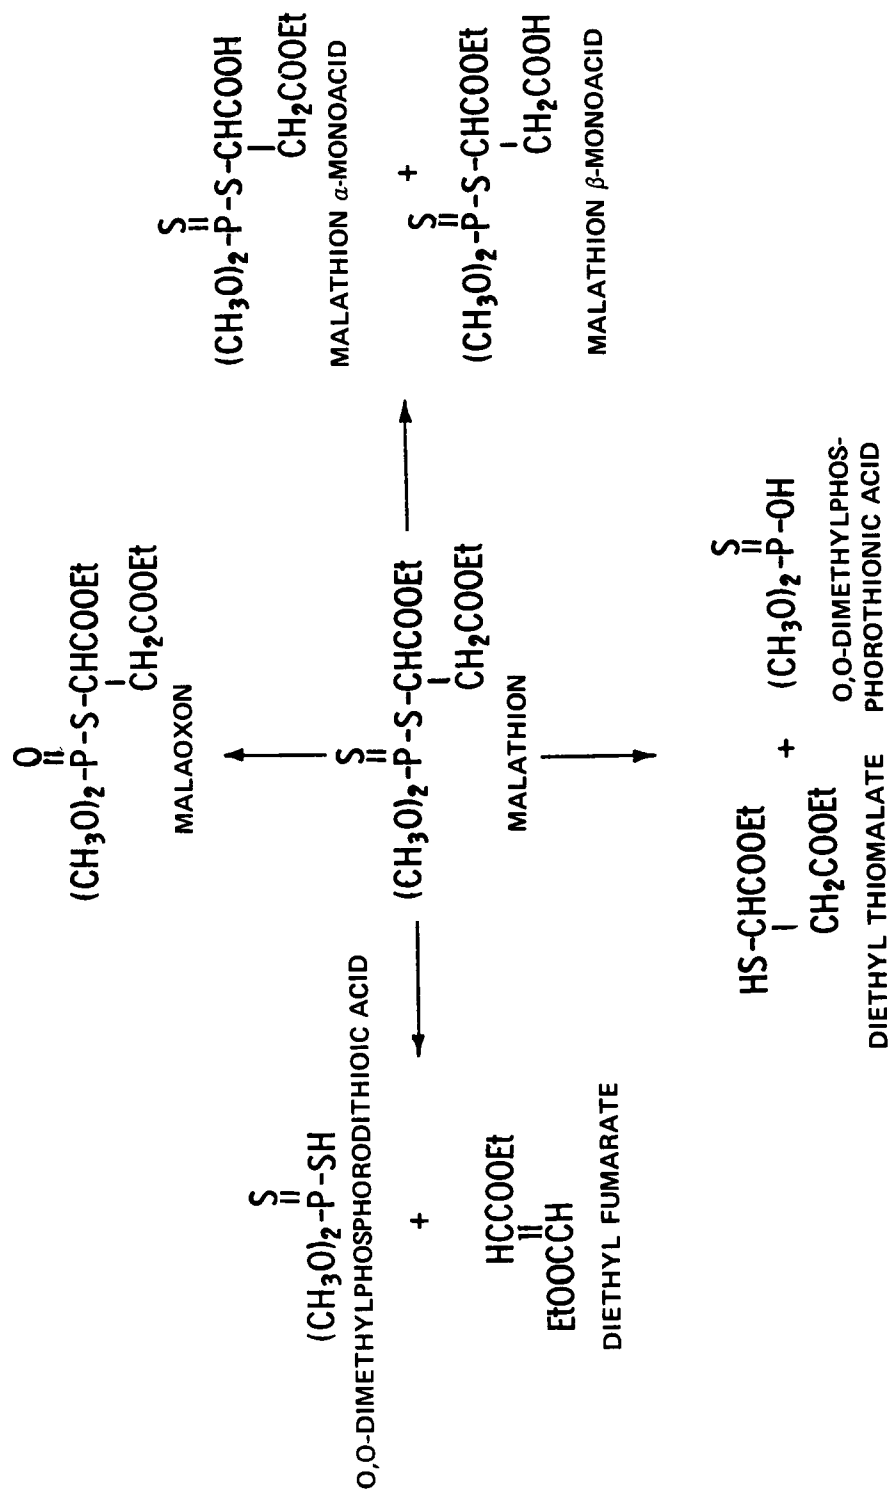 O
||
(CH₃O)₂-P-S-CHCOOEt
|
CH₂COOEt
MALAOXON
S
||
(CH₃O)₂-P-SH
O,O-DIMETHYLPHOSPHORODITHIOIC ACID
+
HCCOOEt
||
EtOOCCH
DIETHYL FUMARATE
S
||
(CH₃O)₂-P-S-CHCOOEt
|
CH₂COOEt
MALATHION
S
||
(CH₃O)₂-P-S-CHCOOH
|
CH₂COOEt
MALATHION α-MONOACID
+
S
||
(CH₃O)₂-P-S-CHCOOEt
|
CH₂COOH
MALATHION β-MONOACID
HS-CHCOOEt
|
CH₂COOEt
DIETHYL THIOMALATE
+
S
||
(CH₃O)₂-P-OH
O,O-DIMETHYLPHOS-
PHOROTHIONIC ACID